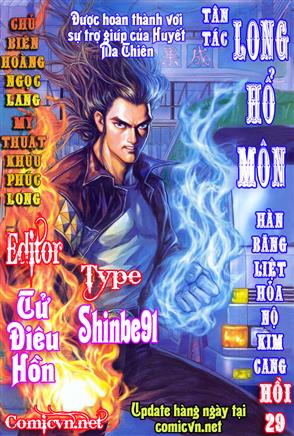 CHỦ
BIÊN
HOÀNG
NGỌC
LANG
MỸ
THUẬT
KHƯU
PHÚC
LONG
Được hoàn thành với
sự trợ giúp của Huyết
Ma Thiên
TÂN
TÁC
LONG
HỔ
MÔN
HÀN
BĂNG
LIỆT
HỎA
NỘ
KÌM
CANG
HỒI
29
Editor
Tử
Điêu
Hồn
Type
Shinbe91
Update hàng ngày tại
comicvn.net
Comicvn.net